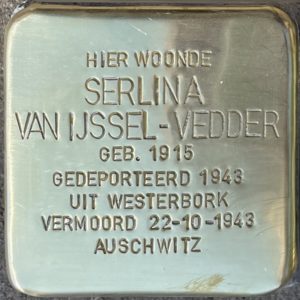 HIER WOONDE
SERLINA
VAN IJSSEL-VEDDER
GEB. 1915
GEDEPORTEERD 1943
UIT WESTERBORK
VERMOORD 22-10-1943
AUSCHWITZ